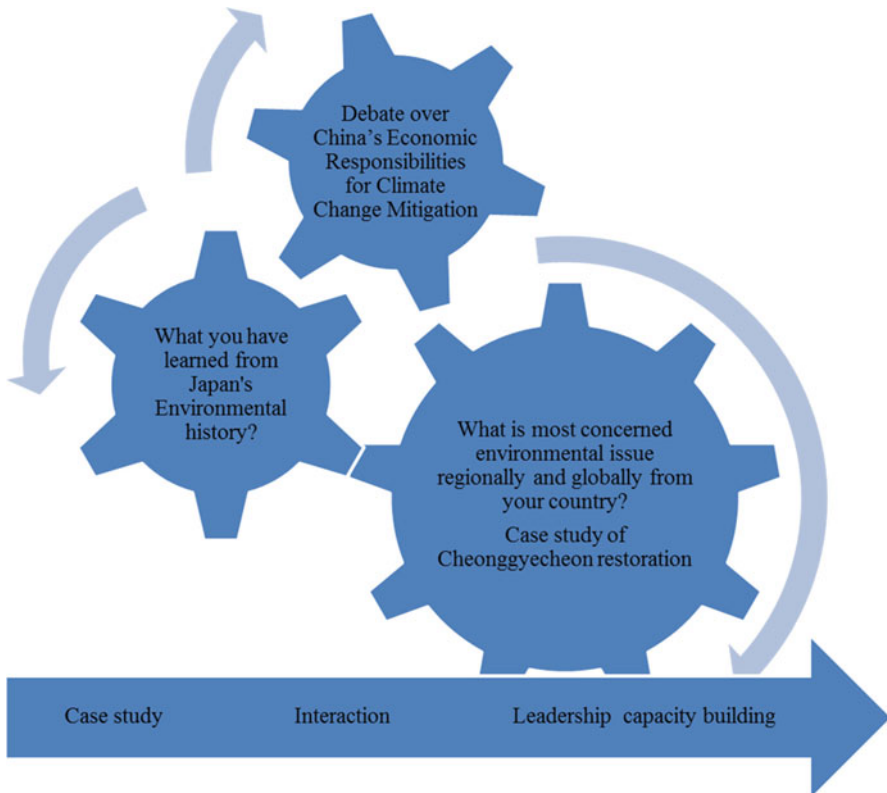 Debate over
China’s Economic
Responsibilities
for Climate
Change Mitigation
What you have
learned from
Japan's
Environmental
history?
What is most concerned
environmental issue
regionally and globally from
your country?
Case study of
Cheonggyecheon restoration
Case study Interaction Leadership capacity building